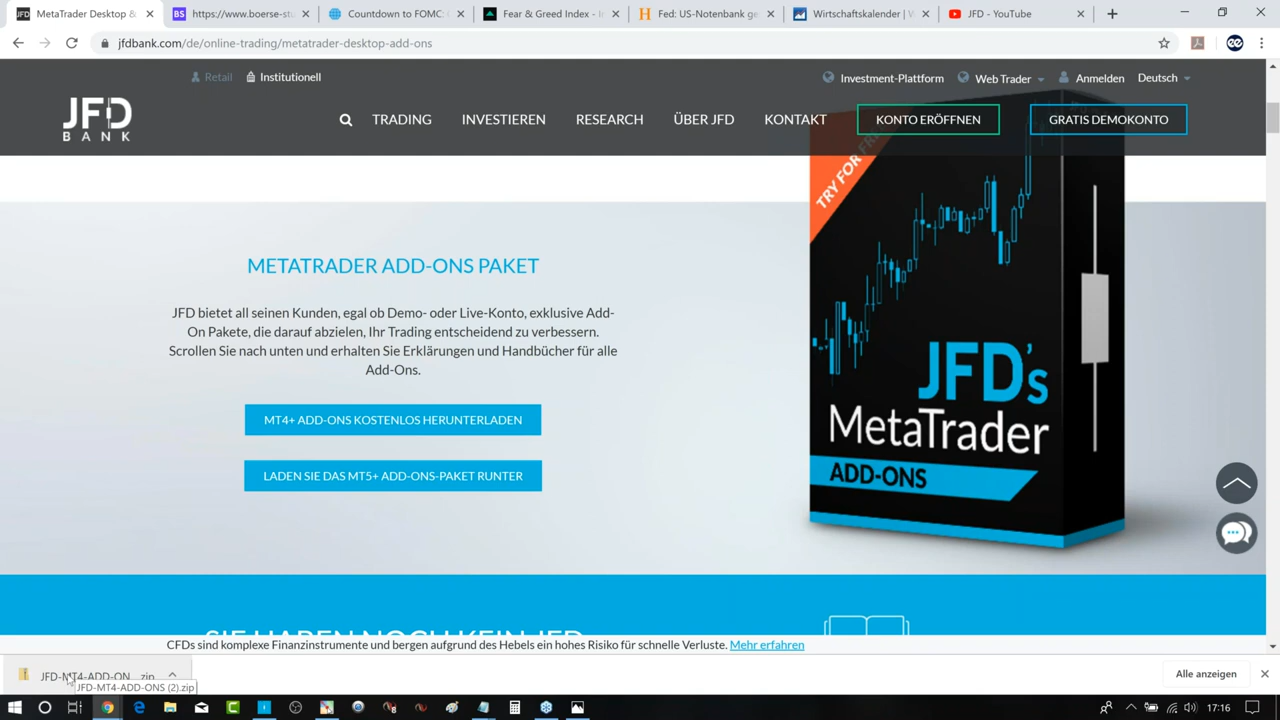 MetaTrader Desktop &
https://www.boerse-stu
Countdown to FOMC:
Fear & Greed Index - I
Fed: US-Notenbank ge
Wirtschaftskalender | W
JFD - YouTube
jfdbank.com/de/online-trading/metatrader-desktop-add-ons
Retail
Institutionell
Investment-Plattform
Web Trader
Anmelden
Deutsch
JFD
BANK
TRADING
INVESTIEREN
RESEARCH
ÜBER JFD
KONTAKT
KONTO ERÖFFNEN
GRATIS DEMOKONTO
TRY FOR FREE
METATRADER ADD-ONS PAKET
JFD bietet all seinen Kunden, egal ob Demo- oder Live-Konto, exklusive Add-
On Pakete, die darauf abzielen, Ihr Trading entscheidend zu verbessern.
Scrollen Sie nach unten und erhalten Sie Erklärungen und Handbücher für alle
Add-Ons.
MT4+ ADD-ONS KOSTENLOS HERUNTERLADEN
LADEN SIE DAS MT5+ ADD-ONS-PAKET RUNTER
JFD's
MetaTrader
ADD-ONS
SIE HABEN NOCH KEIN JFD
CFDs sind komplexe Finanzinstrumente und bergen aufgrund des Hebels ein hohes Risiko für schnelle Verluste. Mehr erfahren
JFD-MT4-ADD-ON....zip
JFD-MT4-ADD-ONS (2).zip
Alle anzeigen
17:16